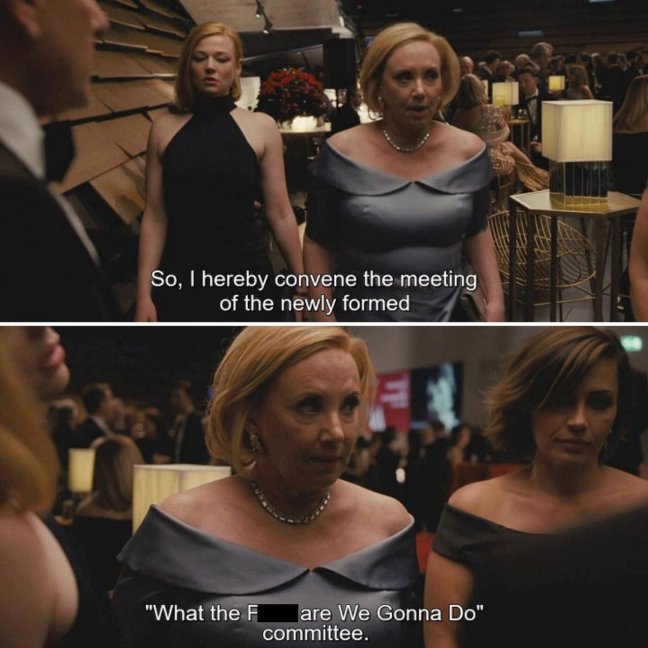 So, I hereby convene the meeting
of the newly formed
"What the F are We Gonna Do"
committee.